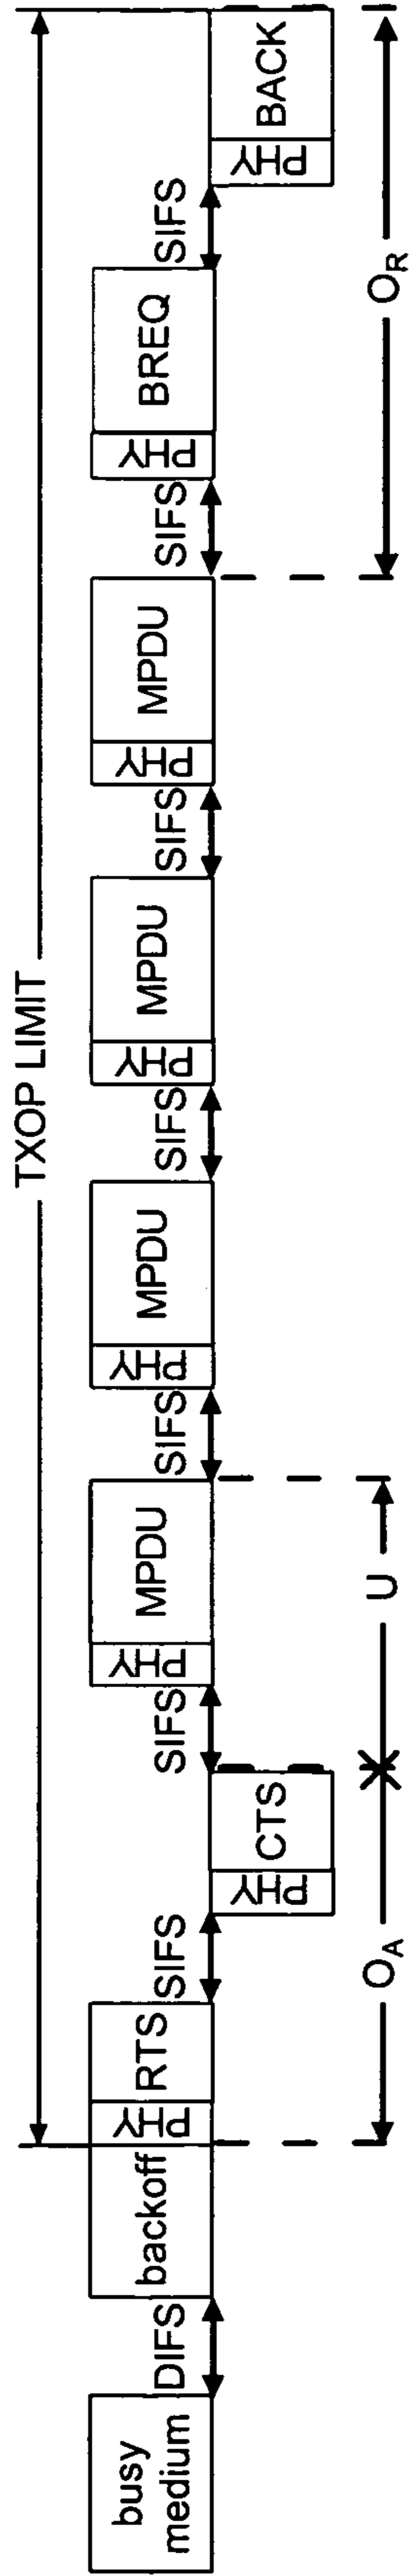 TXOP LIMIT
busy
medium
DIFS
backoff
PHY
RTS
SIFS
PHY
CTS
SIFS
PHY
MPDU
SIFS
PHY
MPDU
SIFS
PHY
MPDU
SIFS
PHY
MPDU
SIFS
PHY
BREQ
SIFS
PHY
BACK
O_A
U
O_R